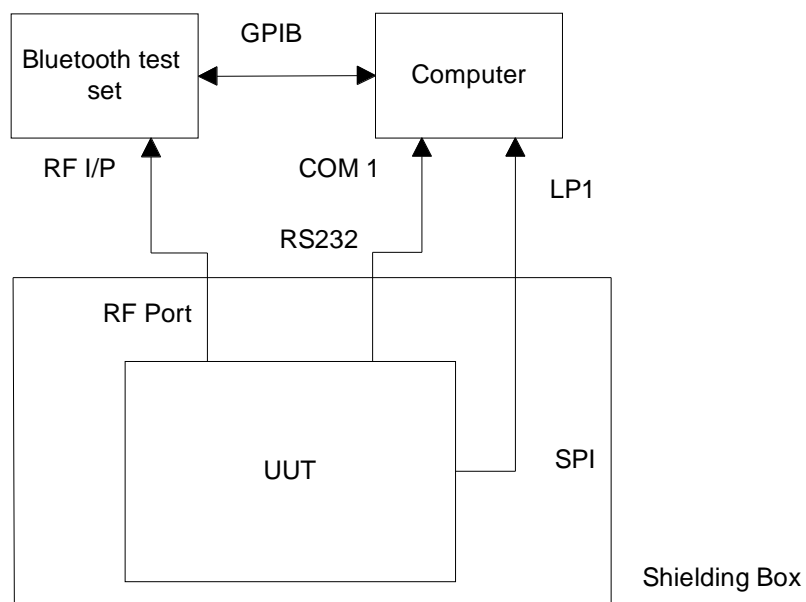 GPIB
Bluetooth test
set
Computer
RF I/P
COM 1
LP1
RS232
RF Port
UUT
SPI
Shielding Box